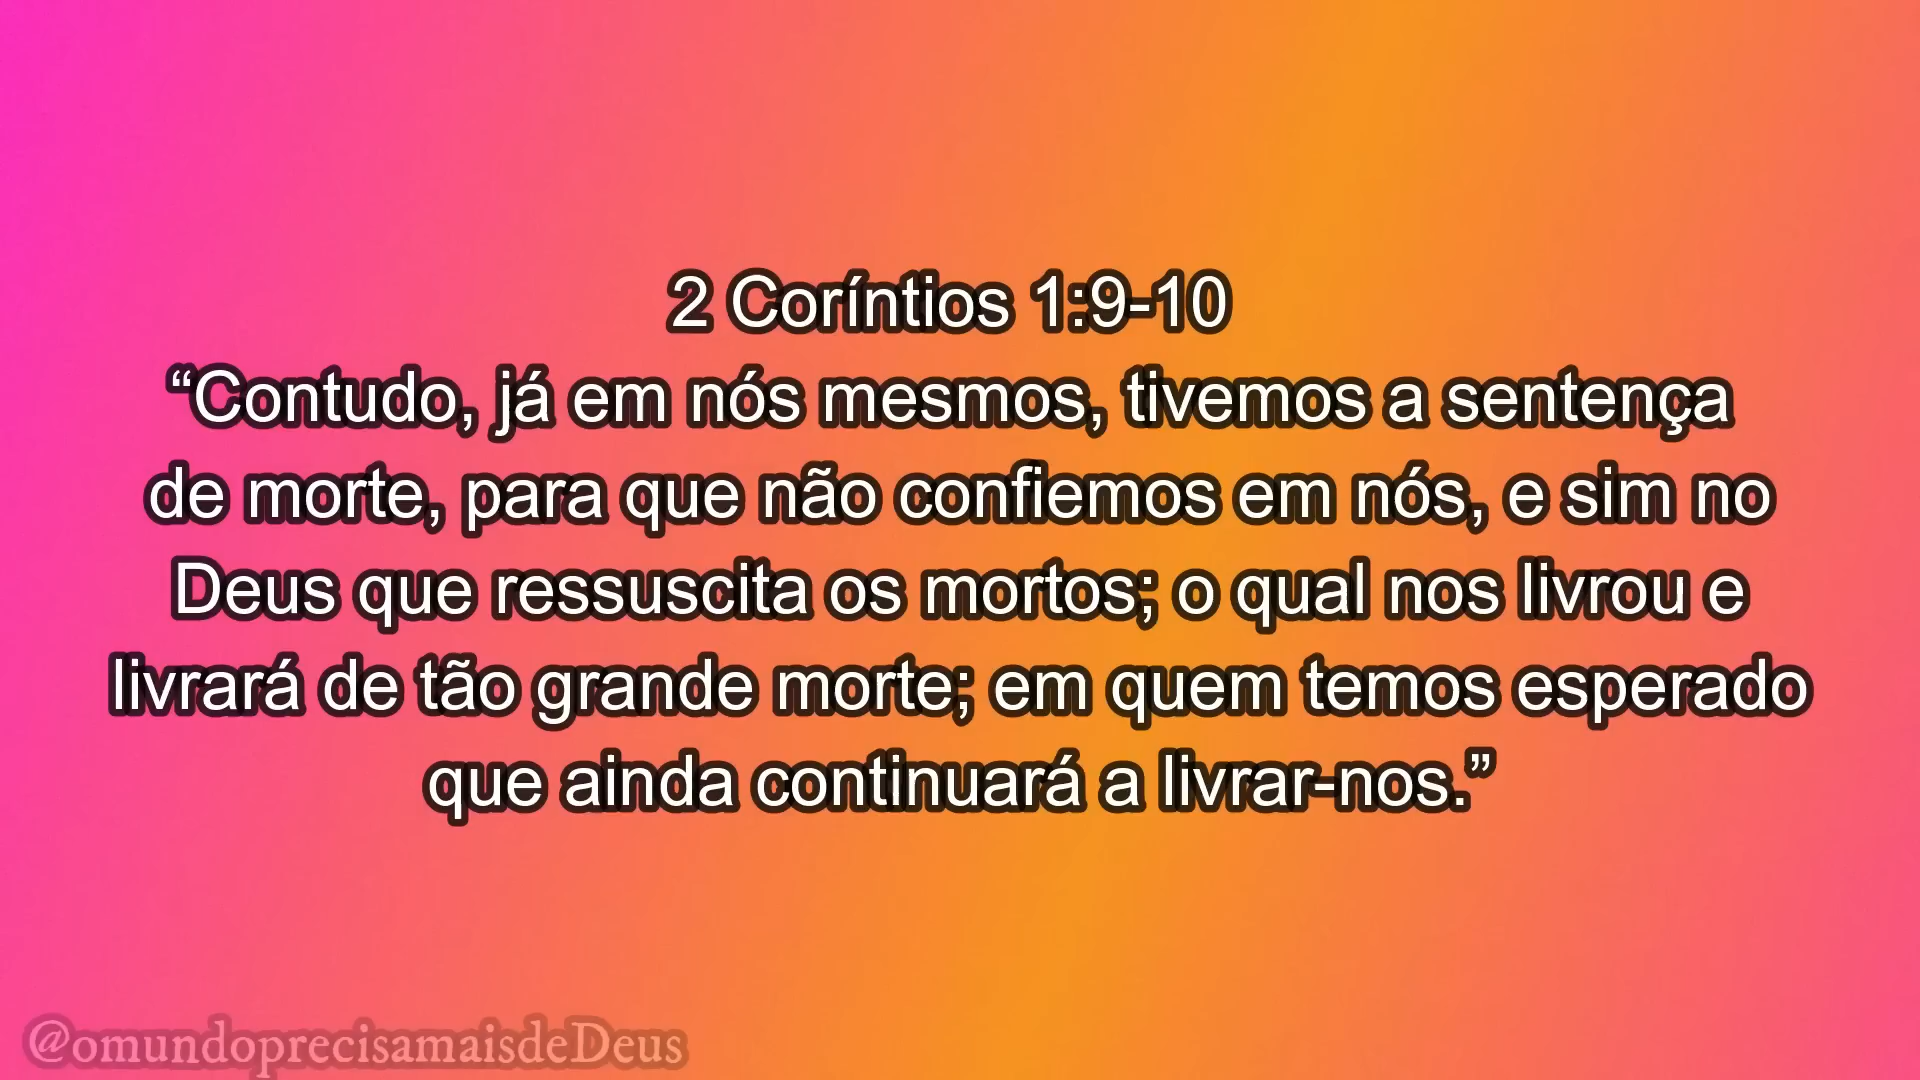 2 Coríntios 1:9-10
“Contudo, já em nós mesmos, tivemos a sentença
de morte, para que não confiemos em nós, e sim no
Deus que ressuscita os mortos; o qual nos livrou e
livrará de tão grande morte; em quem temos esperado
que ainda continuará a livrar-nos.”
@omundoprecisamaisdeDeus